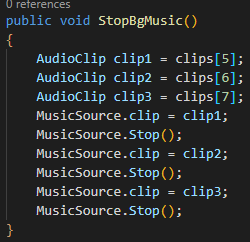 0 references
public void StopBgMusic()
{
AudioClip clip1 = clips[5];
AudioClip clip2 = clips[6];
AudioClip clip3 = clips[7];
MusicSource.clip = clip1;
MusicSource.Stop();
MusicSource.clip = clip2;
MusicSource.Stop();
MusicSource.clip = clip3;
MusicSource.Stop();
}